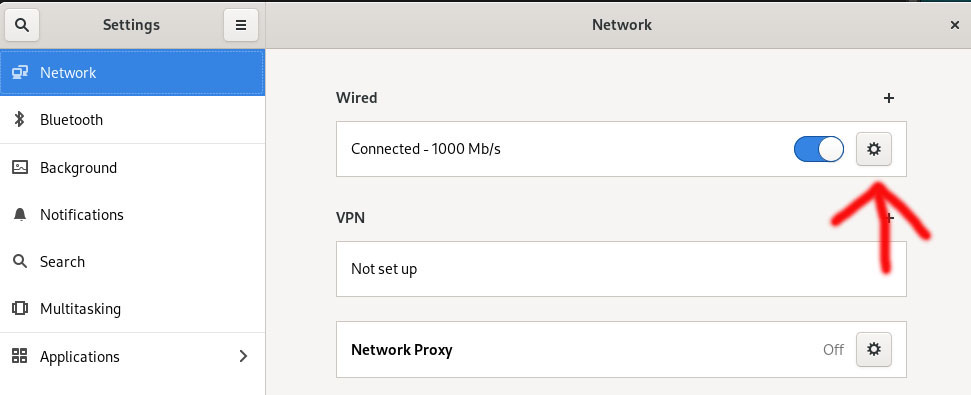 Settings
Network
Network
Bluetooth
Background
Notifications
Search
Multitasking
Applications
Wired
Connected - 1000 Mb/s
VPN
Not set up
Network Proxy
Off